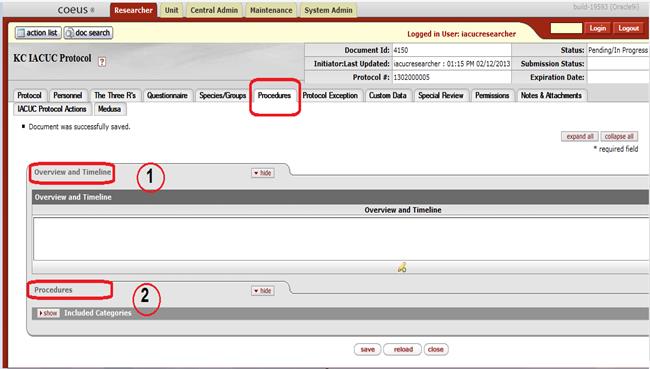 coeus ® Researcher Unit Central Admin Maintenance System Admin build-19593 (Oracle9i)
action list doc search Logged in User: iacucresearcher Login Logout
KC IACUC Protocol ?
Document Id: 4150 Status: Pending/In Progress
Initiator:Last Updated: iacucresearcher : 01:15 PM 02/12/2013 Submission Status:
Protocol #: 1302000005 Expiration Date:
Protocol Personnel The Three R's Questionnaire Species/Groups Procedures Protocol Exception Custom Data Special Review Permissions Notes & Attachments
IACUC Protocol Actions Medusa
Document was successfully saved.
expand all collapse all
* required field
Overview and Timeline 1 hide
Overview and Timeline
Overview and Timeline
Procedures 2 hide
show Included Categories
save reload close